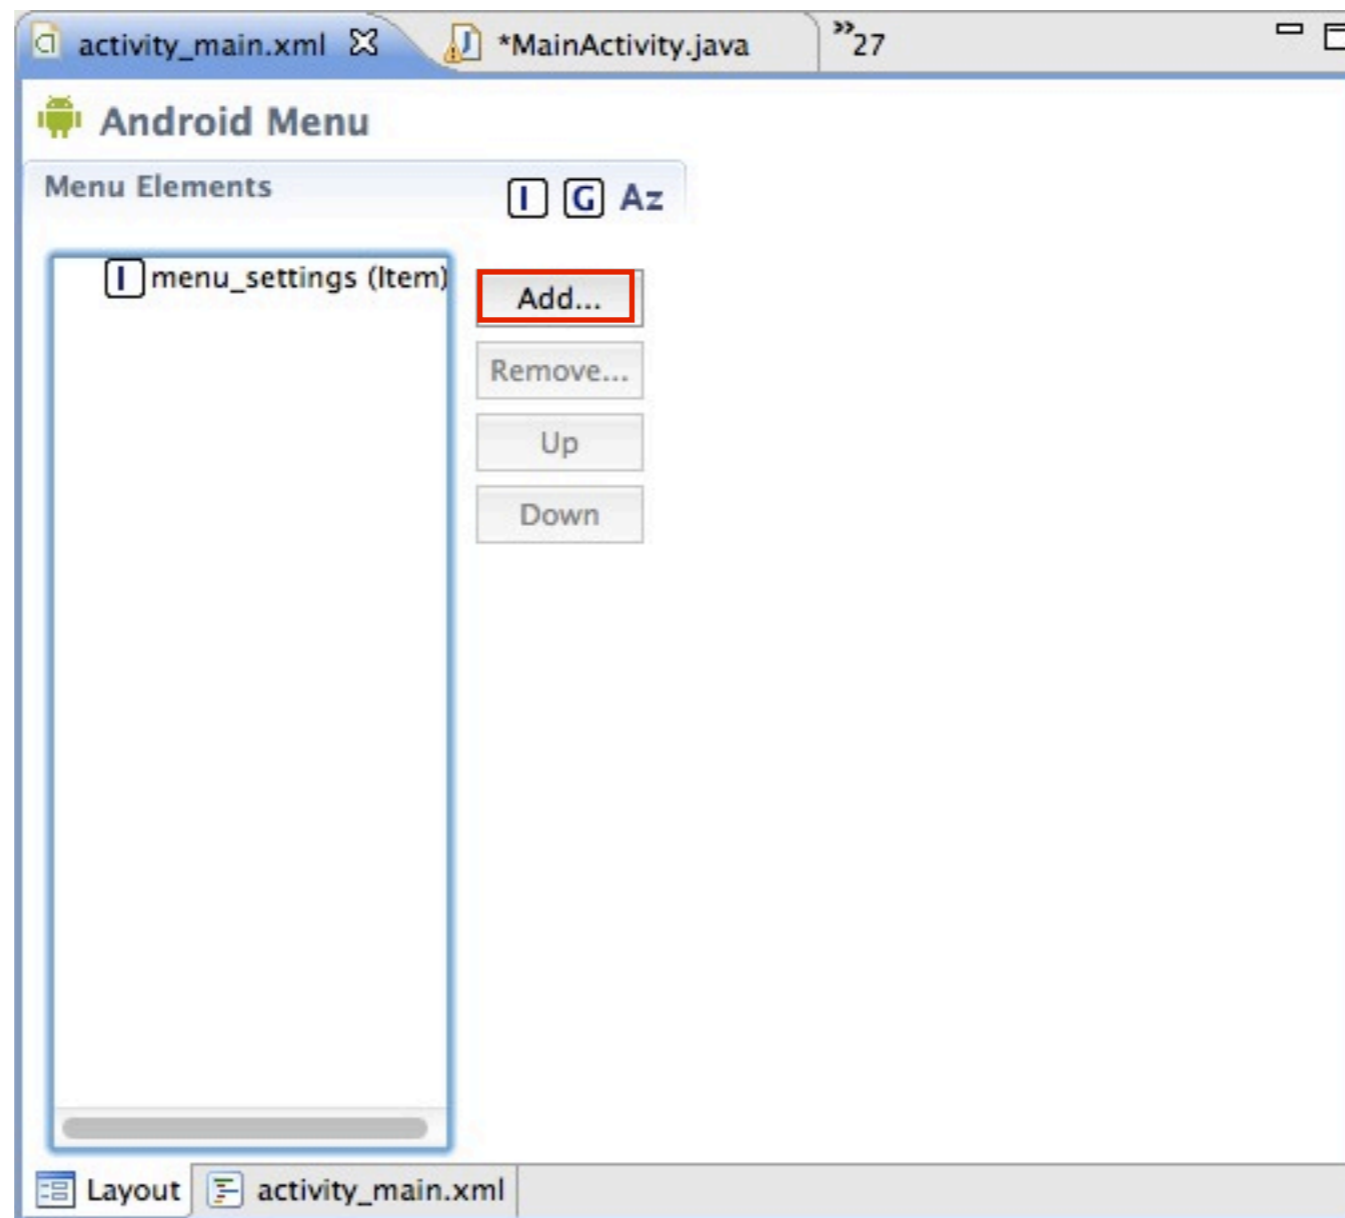 activity_main.xml *MainActivity.java »27
Android Menu
Menu Elements I G Az
I menu_settings (Item)
Add...
Remove...
Up
Down
Layout activity_main.xml